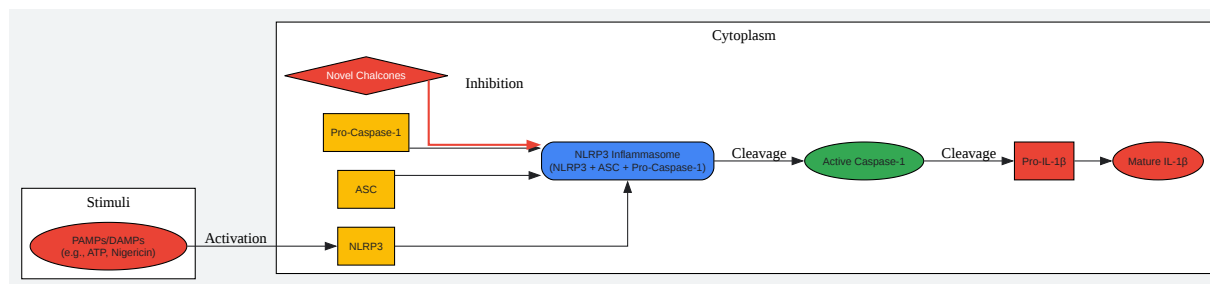 Cytoplasm
Novel Chalcones
Inhibition
Pro-Caspase-1
NLRP3 Inflammasome
(NLRP3 + ASC + Pro-Caspase-1)
Cleavage
Active Caspase-1
Cleavage
Pro-IL-1β
Mature IL-1β
ASC
Stimuli
PAMPs/DAMPs
(e.g., ATP, Nigericin)
Activation
NLRP3